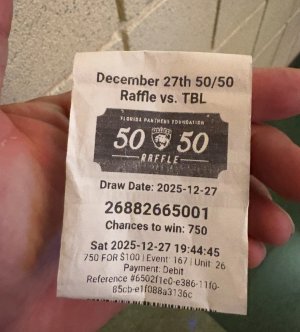 December 27th 50/50
Raffle vs. TBL
FLORIDA PANTHERS FOUNDATION
50 50
RAFFLE
Draw Date: 2025-12-27
26882665001
Chances to win: 750
Sat 2025-12-27 19:44:45
750 FOR $100 | Event: 167 | Unit: 26
Payment: Debit
Reference #6502f1e0-e386-11f0-
85cb-e1f088a3136c